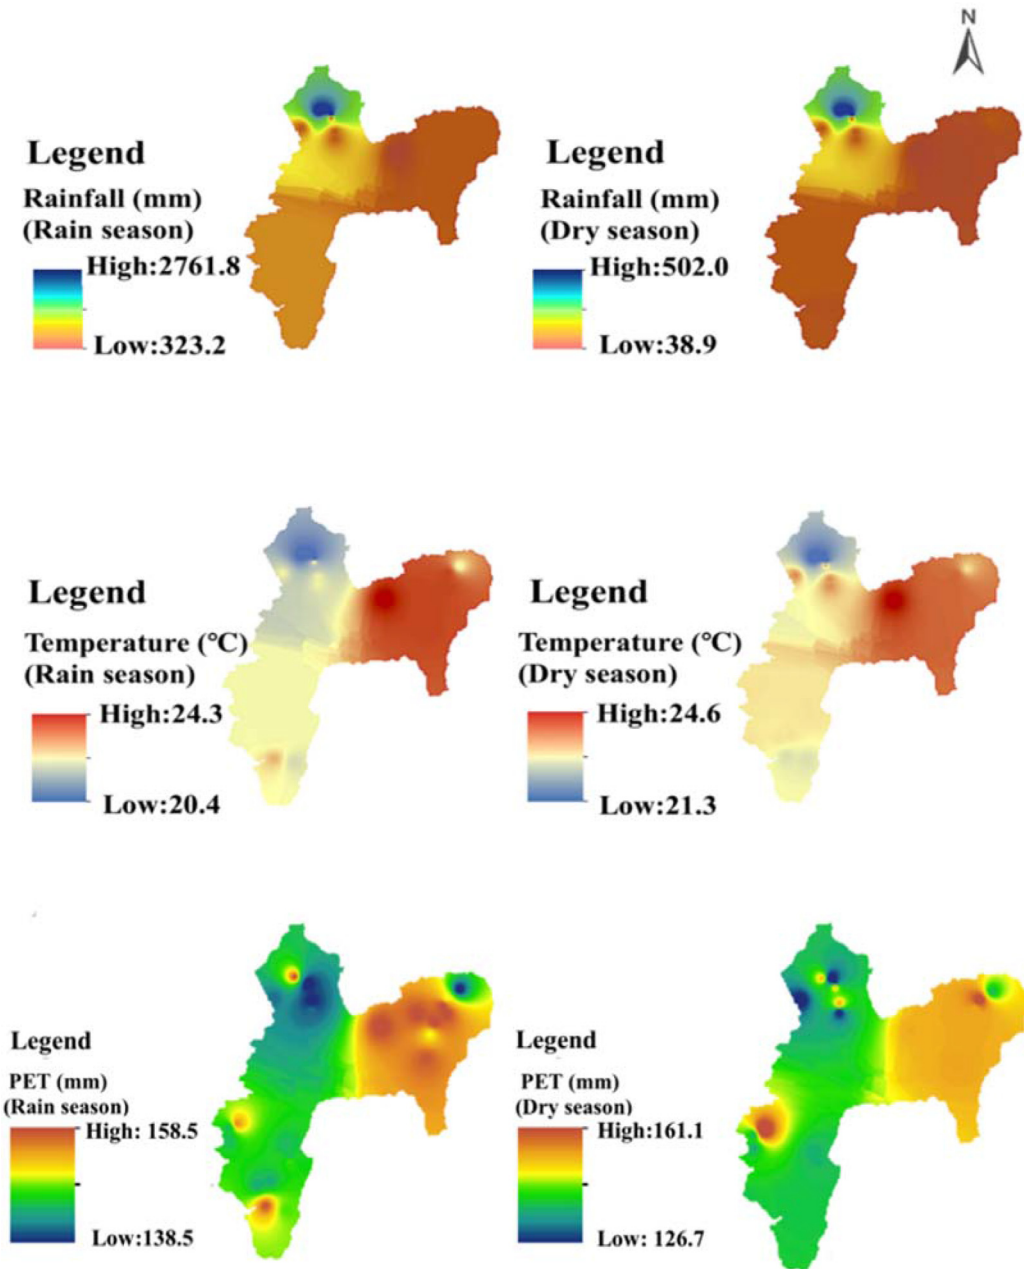 N
Legend
Rainfall (mm)
(Rain season)
High:2761.8
Low:323.2
Legend
Rainfall (mm)
(Dry season)
High:502.0
Low:38.9
Legend
Temperature (°C)
(Rain season)
High:24.3
Low:20.4
Legend
Temperature (°C)
(Dry season)
High:24.6
Low:21.3
Legend
PET (mm)
(Rain season)
High: 158.5
Low:138.5
Legend
PET (mm)
(Dry season)
High:161.1
Low: 126.7